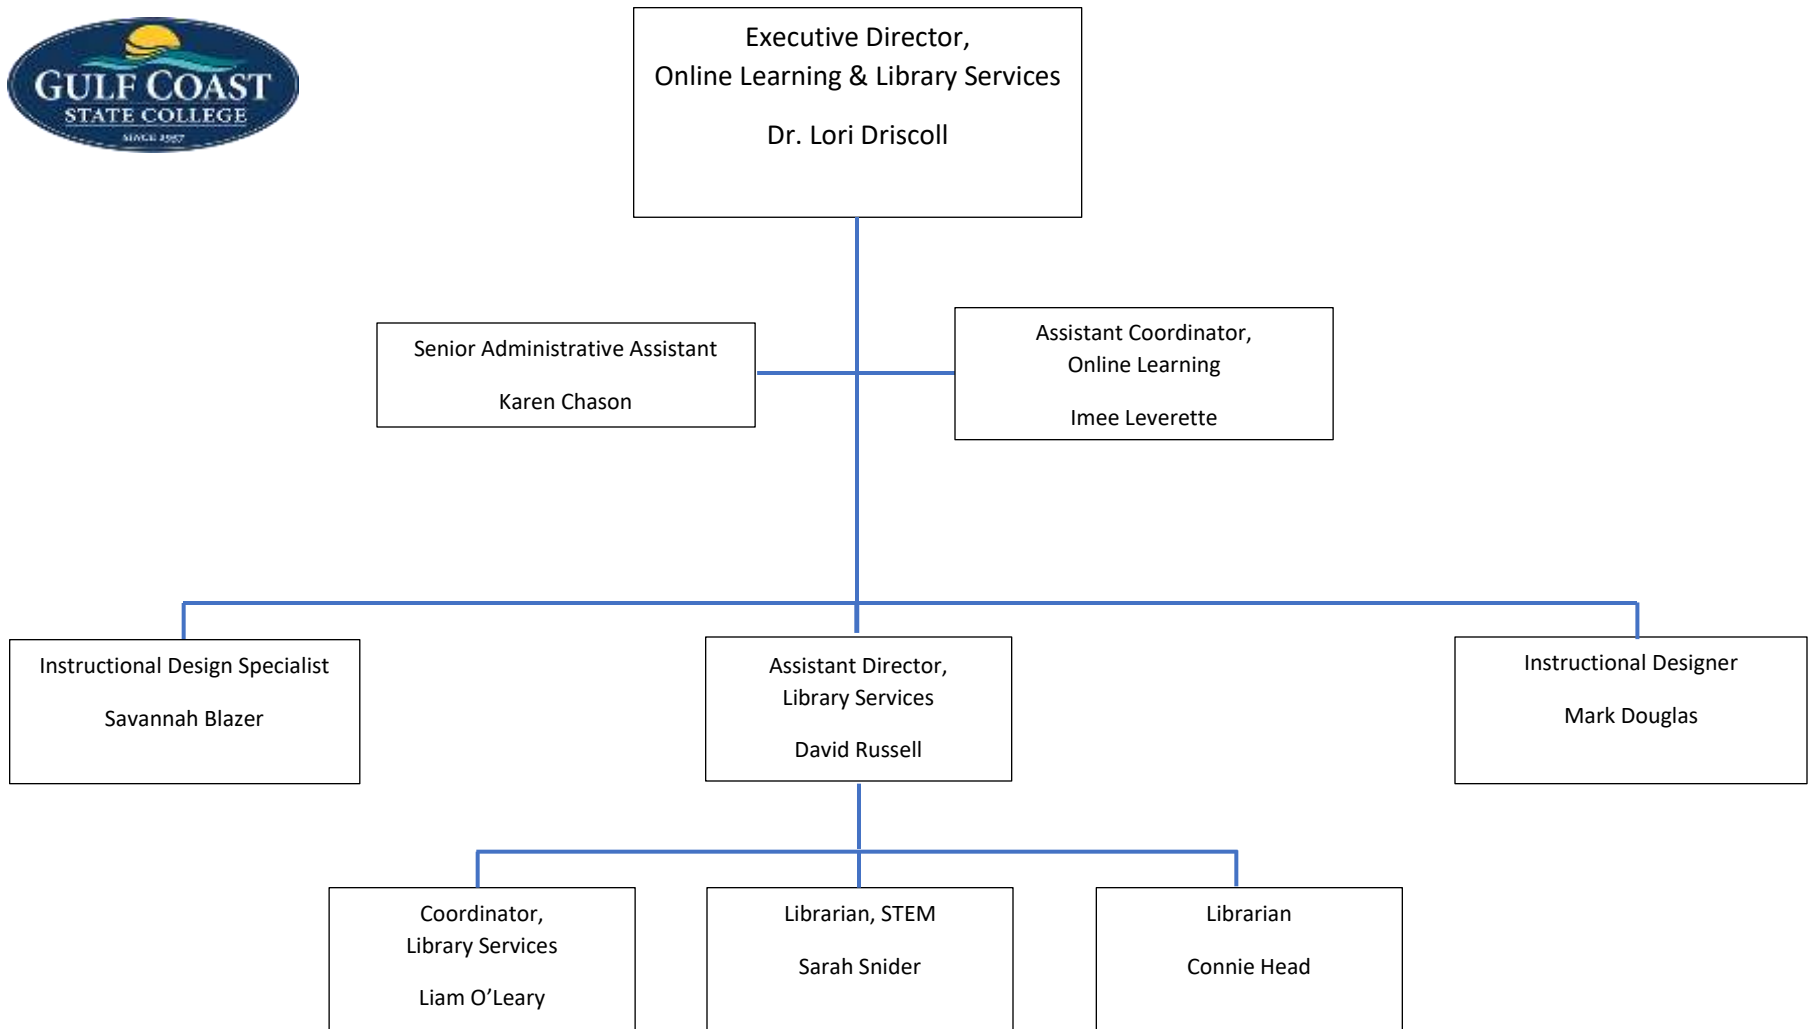 GULF COAST
STATE COLLEGE
SINCE 1957
Executive Director,
Online Learning & Library Services
Dr. Lori Driscoll
Senior Administrative Assistant
Karen Chason
Assistant Coordinator,
Online Learning
Imee Leverette
Instructional Design Specialist
Savannah Blazer
Assistant Director,
Library Services
David Russell
Instructional Designer
Mark Douglas
Coordinator,
Library Services
Liam O’Leary
Librarian, STEM
Sarah Snider
Librarian
Connie Head